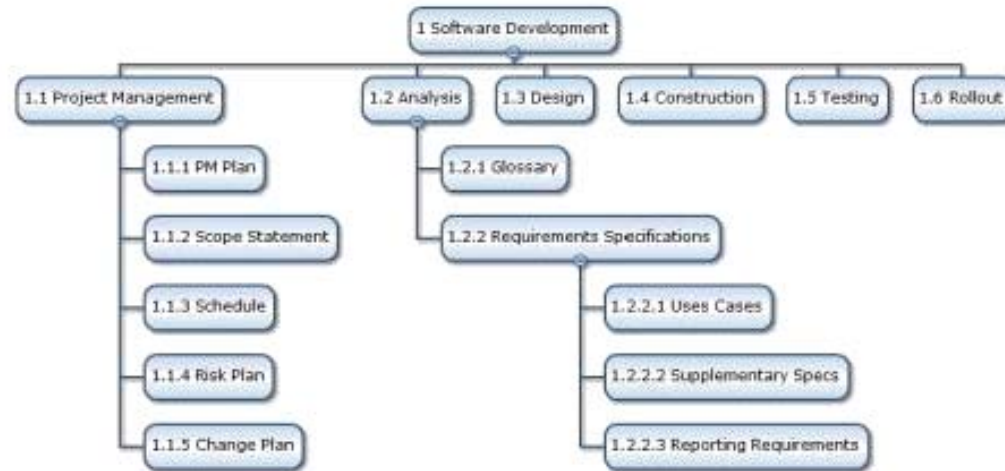 1 Software Development
1.1 Project Management
1.2 Analysis
1.3 Design
1.4 Construction
1.5 Testing
1.6 Rollout
1.1.1 PM Plan
1.1.2 Scope Statement
1.1.3 Schedule
1.1.4 Risk Plan
1.1.5 Change Plan
1.2.1 Glossary
1.2.2 Requirements Specifications
1.2.2.1 Uses Cases
1.2.2.2 Supplementary Specs
1.2.2.3 Reporting Requirements